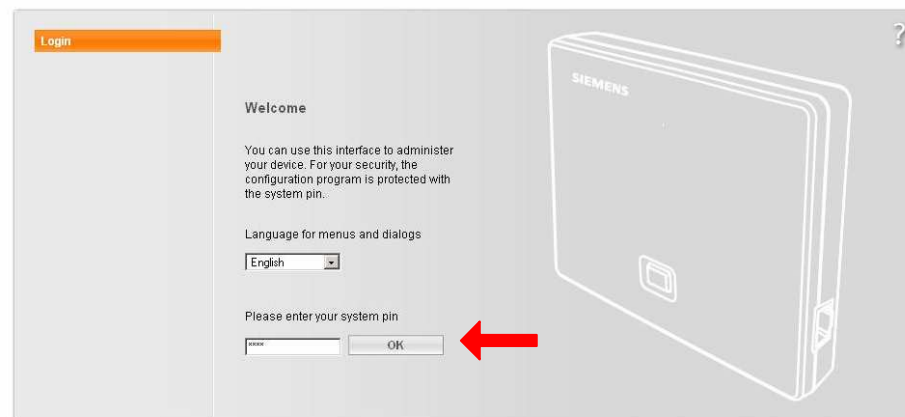 Login
?
SIEMENS
Welcome
You can use this interface to administer
your device. For your security, the
configuration program is protected with
the system pin.
Language for menus and dialogs
English
Please enter your system pin
****
OK